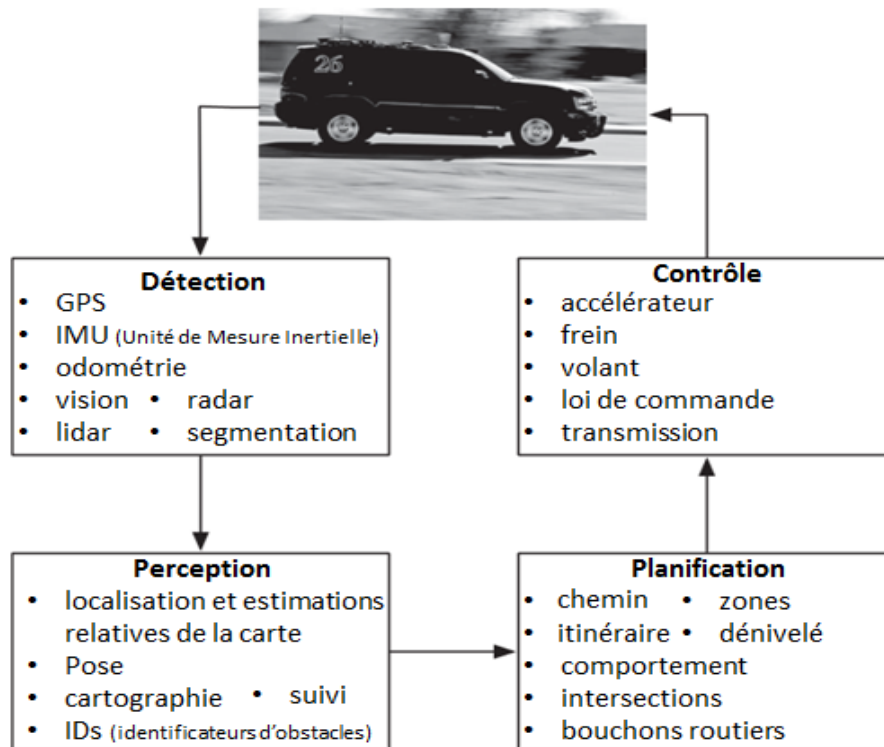 26
Détection
• GPS
• IMU (Unité de Mesure Inertielle)
• odométrie
• vision • radar
• lidar • segmentation
Contrôle
• accélérateur
• frein
• volant
• loi de commande
• transmission
Perception
• localisation et estimations
relatives de la carte
• Pose
• cartographie • suivi
• IDs (identificateurs d'obstacles)
Planification
• chemin • zones
• itinéraire • dénivelé
• comportement
• intersections
• bouchons routiers